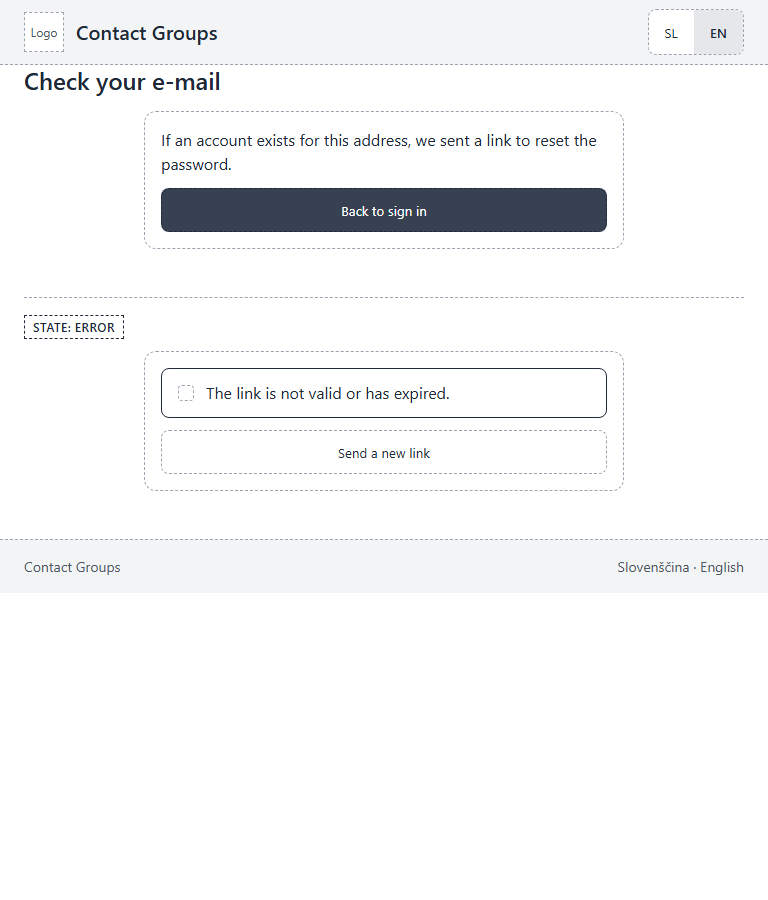 Logo
Contact Groups
SL
EN
Check your e-mail
If an account exists for this address, we sent a link to reset the
password.
Back to sign in
STATE: ERROR
The link is not valid or has expired.
Send a new link
Contact Groups
Slovenščina · English